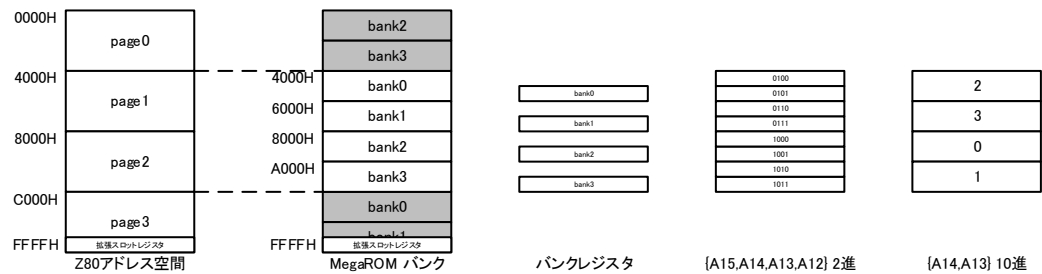 0000H
page0
4000H
page1
8000H
page2
C000H
page3
FFFFH
拡張スロットレジスタ
Z80アドレス空間
bank2
bank3
4000H
bank0
6000H
bank1
8000H
bank2
A000H
bank3
bank0
bank1
FFFFH
拡張スロットレジスタ
MegaROM バンク
bank0
bank1
bank2
bank3
バンクレジスタ
0100
0101
0110
0111
1000
1001
1010
1011
{A15,A14,A13,A12} 2進
2
3
0
1
{A14,A13} 10進